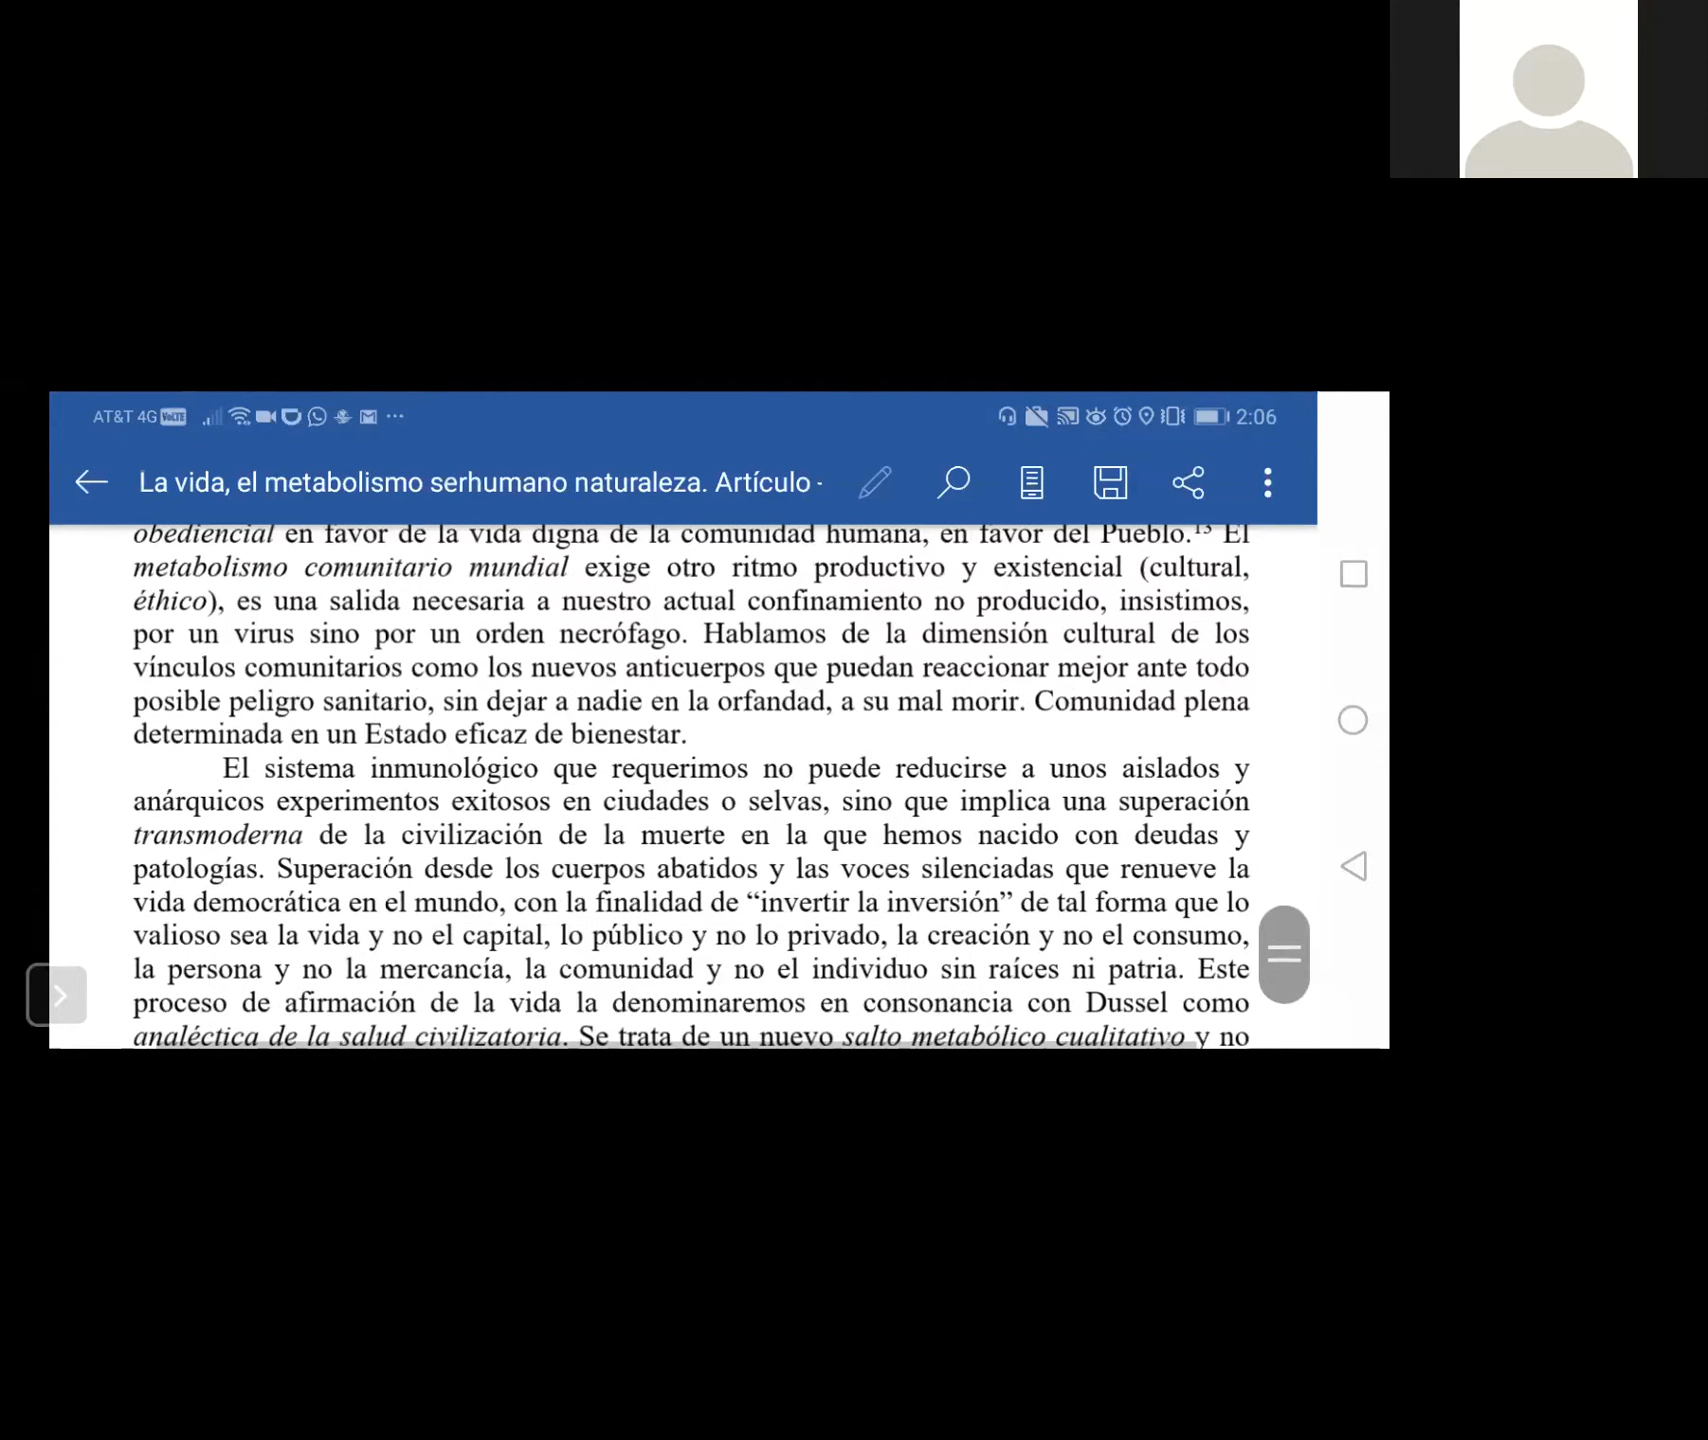 AT&T 4G VoLTE
2:06
La vida, el metabolismo serhumano naturaleza. Artículo -
obediencial en favor de la vida digna de la comunidad humana, en favor del Pueblo.¹³ El
metabolismo comunitario mundial exige otro ritmo productivo y existencial (cultural,
éthico), es una salida necesaria a nuestro actual confinamiento no producido, insistimos,
por un virus sino por un orden necrófago. Hablamos de la dimensión cultural de los
vínculos comunitarios como los nuevos anticuerpos que puedan reaccionar mejor ante todo
posible peligro sanitario, sin dejar a nadie en la orfandad, a su mal morir. Comunidad plena
determinada en un Estado eficaz de bienestar.
El sistema inmunológico que requerimos no puede reducirse a unos aislados y
anárquicos experimentos exitosos en ciudades o selvas, sino que implica una superación
transmoderna de la civilización de la muerte en la que hemos nacido con deudas y
patologías. Superación desde los cuerpos abatidos y las voces silenciadas que renueve la
vida democrática en el mundo, con la finalidad de “invertir la inversión” de tal forma que lo
valioso sea la vida y no el capital, lo público y no lo privado, la creación y no el consumo,
la persona y no la mercancía, la comunidad y no el individuo sin raíces ni patria. Este
proceso de afirmación de la vida la denominaremos en consonancia con Dussel como
analéctica de la salud civilizatoria. Se trata de un nuevo salto metabólico cualitativo y no